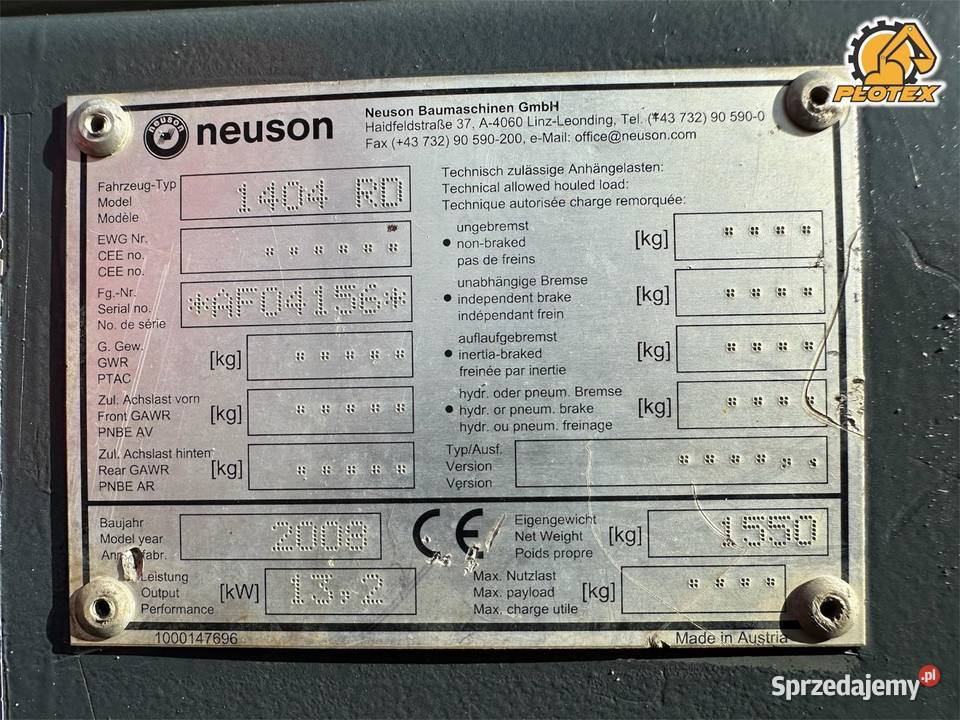 PŁOTEX
neuson
neuson
Neuson Baumaschinen GmbH
Haidfeldstraße 37, A-4060 Linz-Leonding, Tel. (+43 732) 90 590-0
Fax (+43 732) 90 590-200, e-Mail: office@neuson.com
Fahrzeug-Typ
Model
Modèle
1404 RD
EWG Nr.
CEE no.
CEE no.
Fg.-Nr.
Serial no.
No. de série
*AF04156*
G. Gew.
GWR
PTAC
[kg]
Zul. Achslast vorn
Front GAWR
PNBE AV
[kg]
Zul. Achslast hinten
Rear GAWR
PNBE AR
[kg]
Technisch zulässige Anhängelasten:
Technical allowed houled load:
Technique autorisée charge remorquée:
ungebremst
• non-braked
pas de freins
[kg]
unabhängige Bremse
• independent brake
indépendant frein
[kg]
auflaufgebremst
• inertia-braked
freinée par inertie
[kg]
hydr. oder pneum. Bremse
• hydr. or pneum. brake
hydr. ou pneum. freinage
[kg]
Typ/Ausf.
Version
Version
Baujahr
Model year
2008
Leistung
Output
Performance
[kW]
13,2
CE
Eigengewicht
Net Weight
Poids propre
[kg]
1550
Max. Nutzlast
Max. payload
Max. charge utile
[kg]
1000147696
Made in Austria
Sprzedajemy.pl